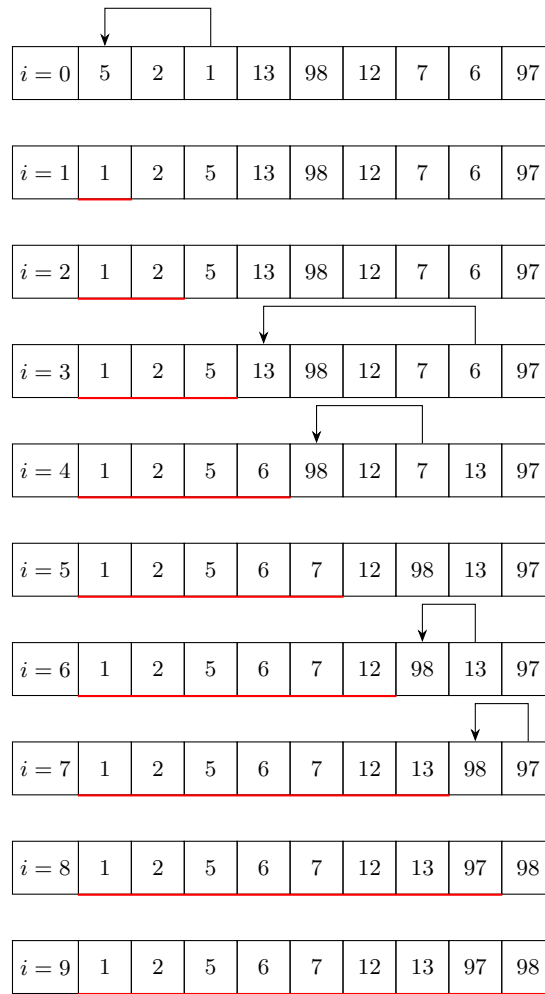 i = 0 5 2 1 13 98 12 7 6 97
i = 1 1 2 5 13 98 12 7 6 97
i = 2 1 2 5 13 98 12 7 6 97
i = 3 1 2 5 13 98 12 7 6 97
i = 4 1 2 5 6 98 12 7 13 97
i = 5 1 2 5 6 7 12 98 13 97
i = 6 1 2 5 6 7 12 98 13 97
i = 7 1 2 5 6 7 12 13 98 97
i = 8 1 2 5 6 7 12 13 97 98
i = 9 1 2 5 6 7 12 13 97 98